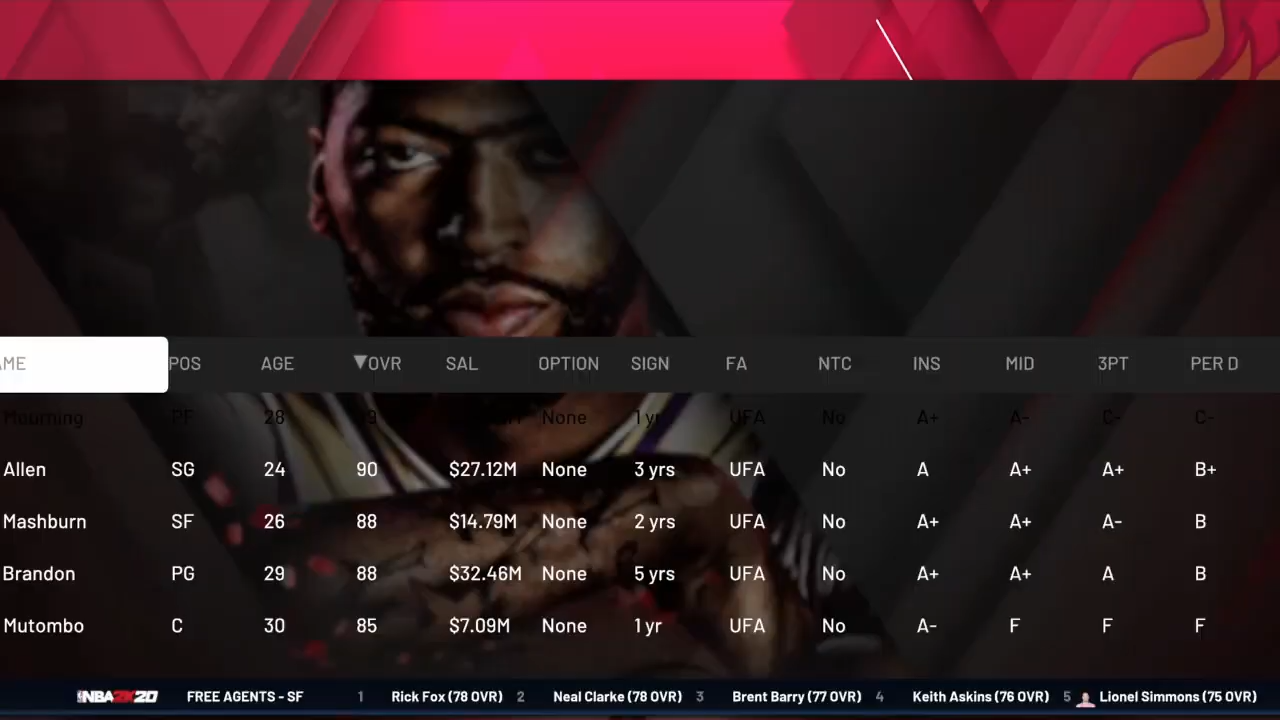 AME POS AGE ▼OVR SAL OPTION SIGN FA NTC INS MID 3PT PER D
Mourning PF 28 None 1 yr UFA No A+ A- C- C-
Allen SG 24 90 $27.12M None 3 yrs UFA No A A+ A+ B+
Mashburn SF 26 88 $14.79M None 2 yrs UFA No A+ A+ A- B
Brandon PG 29 88 $32.46M None 5 yrs UFA No A+ A+ A B
Mutombo C 30 85 $7.09M None 1 yr UFA No A- F F F
NBA2K20 FREE AGENTS - SF 1 Rick Fox (78 OVR) 2 Neal Clarke (78 OVR) 3 Brent Barry (77 OVR) 4 Keith Askins (76 OVR) 5 Lionel Simmons (75 OVR)